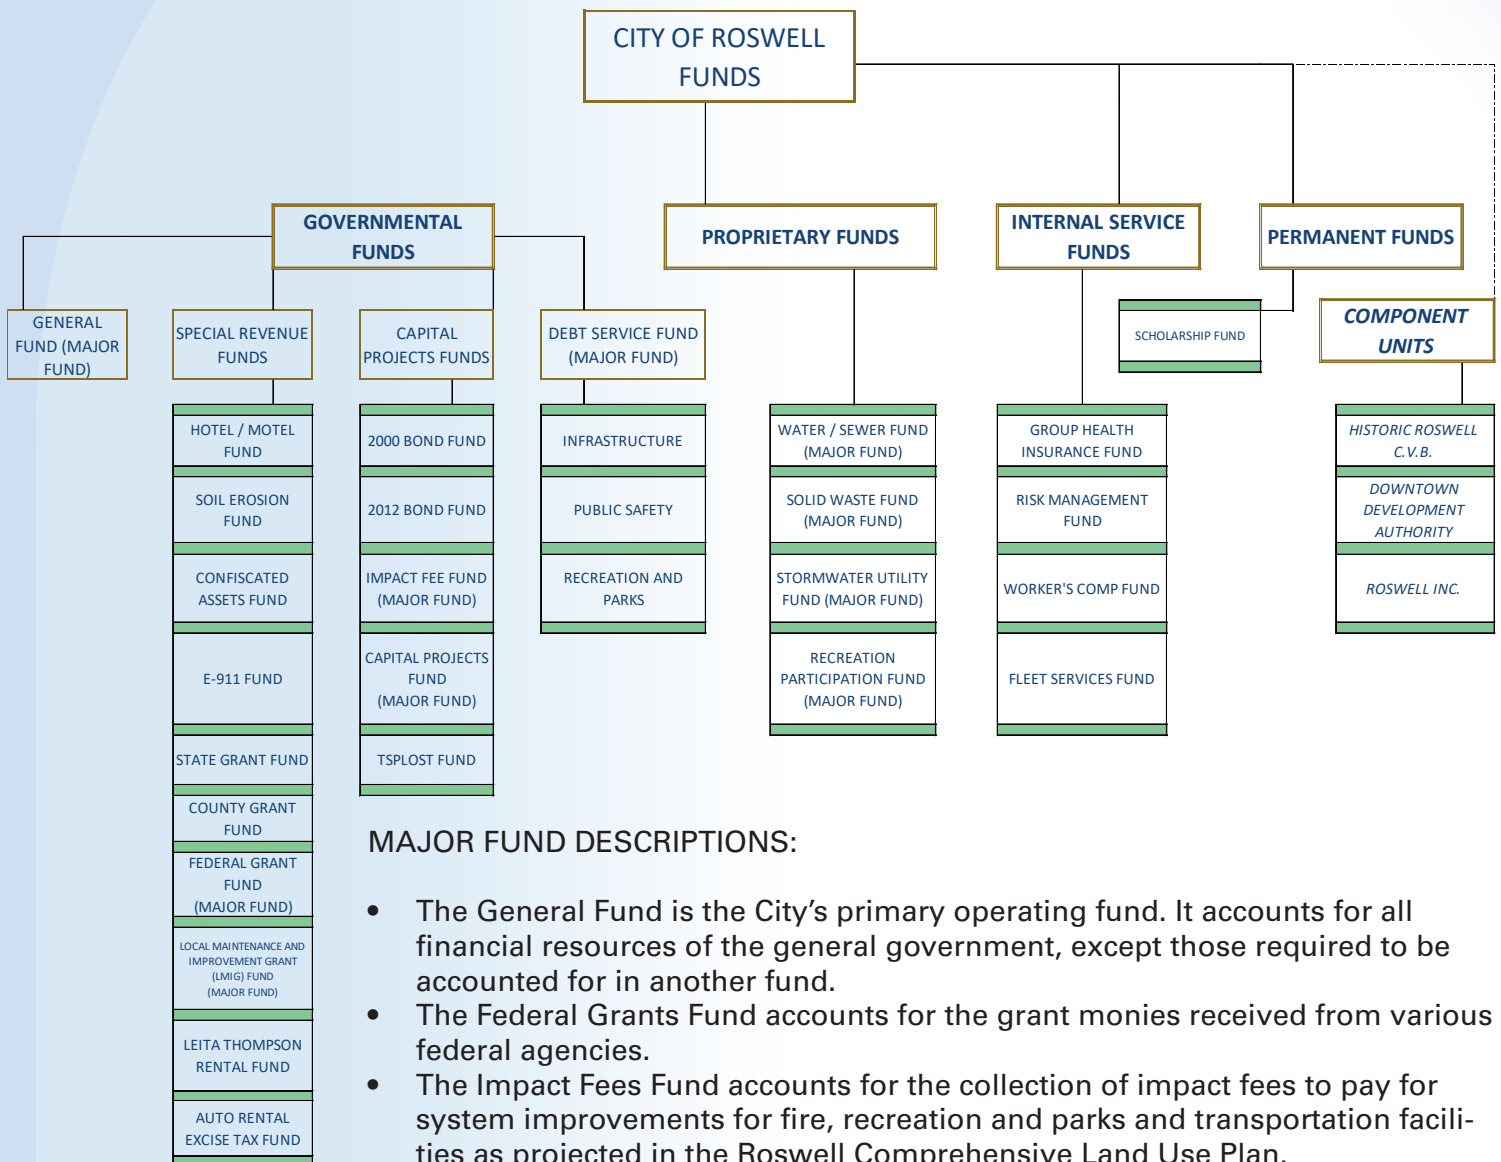 CITY OF ROSWELL
FUNDS
GOVERNMENTAL
FUNDS
PROPRIETARY FUNDS
INTERNAL SERVICE
FUNDS
PERMANENT FUNDS
GENERAL
FUND (MAJOR
FUND)
SPECIAL REVENUE
FUNDS
CAPITAL
PROJECTS FUNDS
DEBT SERVICE FUND
(MAJOR FUND)
SCHOLARSHIP FUND
COMPONENT
UNITS
HOTEL / MOTEL
FUND
SOIL EROSION
FUND
CONFISCATED
ASSETS FUND
E-911 FUND
STATE GRANT FUND
COUNTY GRANT
FUND
FEDERAL GRANT
FUND
(MAJOR FUND)
LOCAL MAINTENANCE AND
IMPROVEMENT GRANT
(LMIG) FUND
(MAJOR FUND)
LEITA THOMPSON
RENTAL FUND
AUTO RENTAL
EXCISE TAX FUND
2000 BOND FUND
2012 BOND FUND
IMPACT FEE FUND
(MAJOR FUND)
CAPITAL PROJECTS
FUND
(MAJOR FUND)
TSPLOST FUND
INFRASTRUCTURE
PUBLIC SAFETY
RECREATION AND
PARKS
WATER / SEWER FUND
(MAJOR FUND)
SOLID WASTE FUND
(MAJOR FUND)
STORMWATER UTILITY
FUND (MAJOR FUND)
RECREATION
PARTICIPATION FUND
(MAJOR FUND)
GROUP HEALTH
INSURANCE FUND
RISK MANAGEMENT
FUND
WORKER'S COMP FUND
FLEET SERVICES FUND
HISTORIC ROSWELL
C.V.B.
DOWNTOWN
DEVELOPMENT
AUTHORITY
ROSWELL INC.
MAJOR FUND DESCRIPTIONS:
• The General Fund is the City’s primary operating fund. It accounts for all
financial resources of the general government, except those required to be
accounted for in another fund.
• The Federal Grants Fund accounts for the grant monies received from various
federal agencies.
• The Impact Fees Fund accounts for the collection of impact fees to pay for
system improvements for fire, recreation and parks and transportation facili-
ties as projected in the Roswell Comprehensive Land Use Plan.